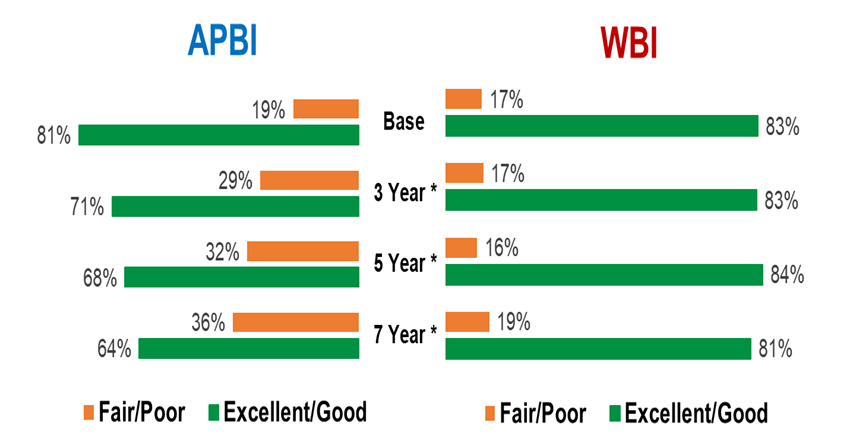 APBI
WBI
19%
81%
Base
17%
83%
29%
71%
3 Year *
17%
83%
32%
68%
5 Year *
16%
84%
36%
64%
7 Year *
19%
81%
Fair/Poor Excellent/Good
Fair/Poor Excellent/Good